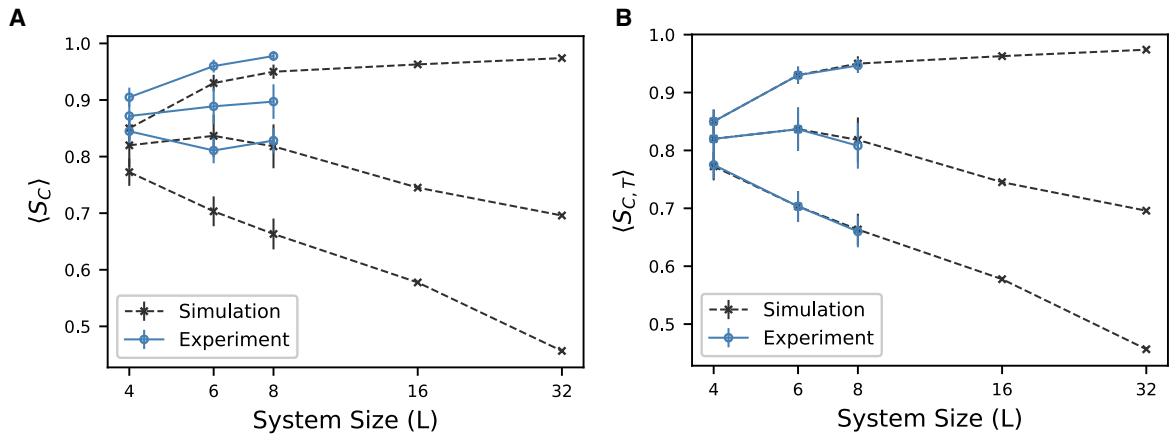 A
1.0
0.9
0.8
0.7
0.6
0.5
⟨S_C⟩
Simulation
Experiment
4
6
8
16
32
System Size (L)
B
1.0
0.9
0.8
0.7
0.6
0.5
⟨S_{C, T}⟩
Simulation
Experiment
4
6
8
16
32
System Size (L)